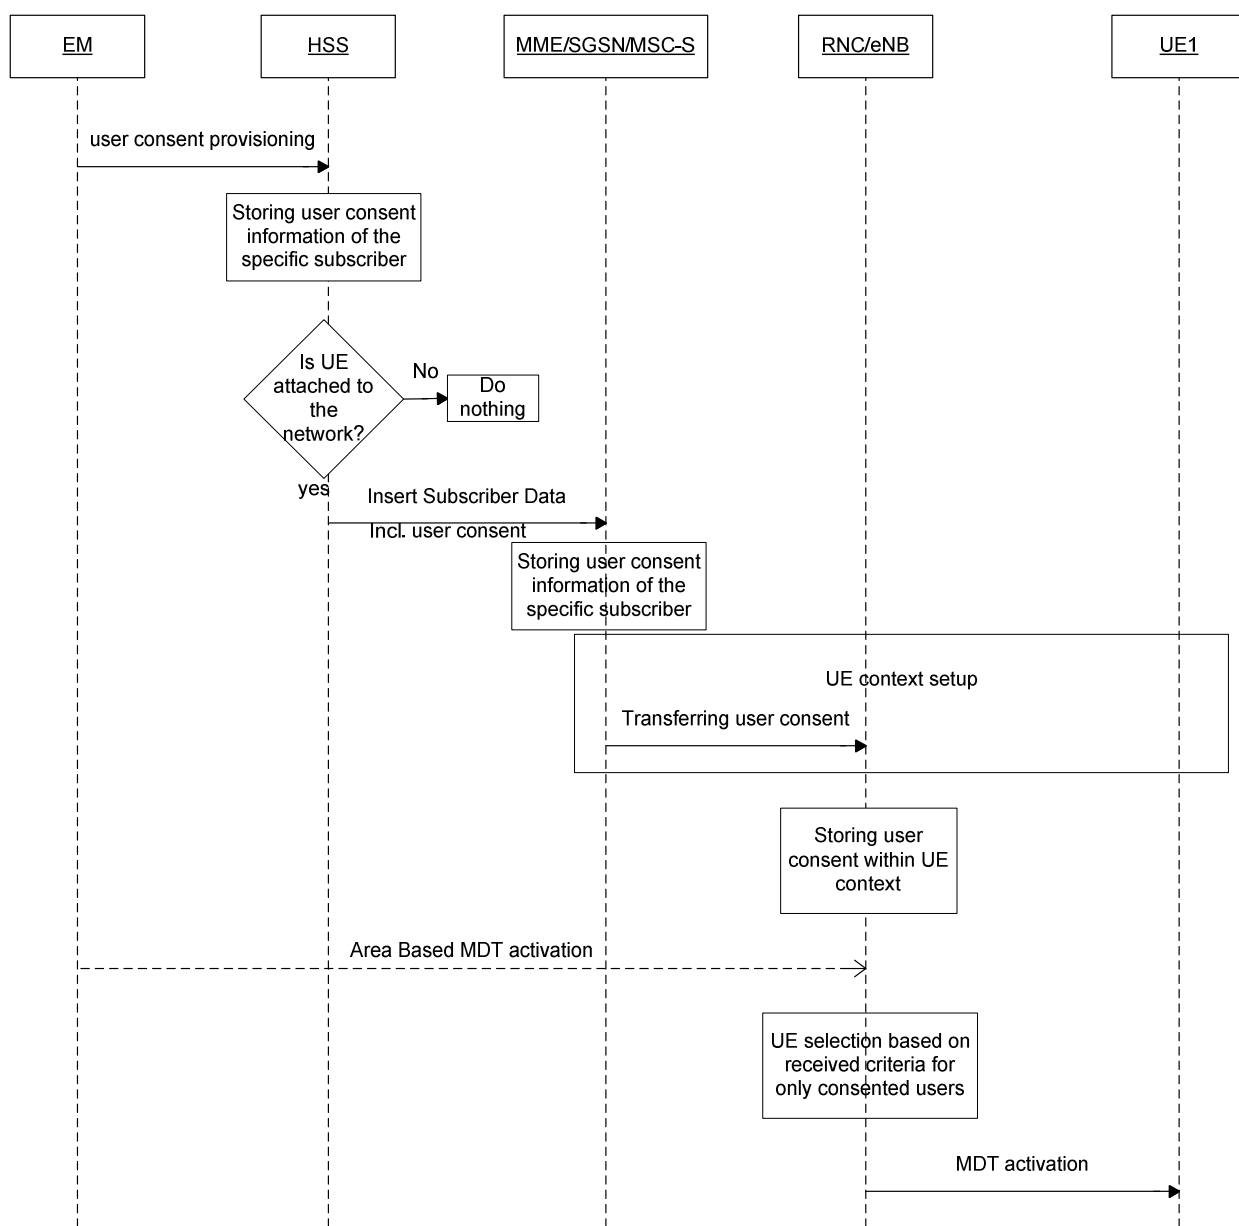 EM
HSS
MME/SGSN/MSC-S
RNC/eNB
UE1
user consent provisioning
Storing user consent
information of the
specific subscriber
Is UE
attached to
the
network?
No
Do
nothing
yes
Insert Subscriber Data
Incl. user consent
Storing user consent
information of the
specific subscriber
UE context setup
Transferring user consent
Storing user
consent within UE
context
Area Based MDT activation
UE selection based on
received criteria for
only consented users
MDT activation